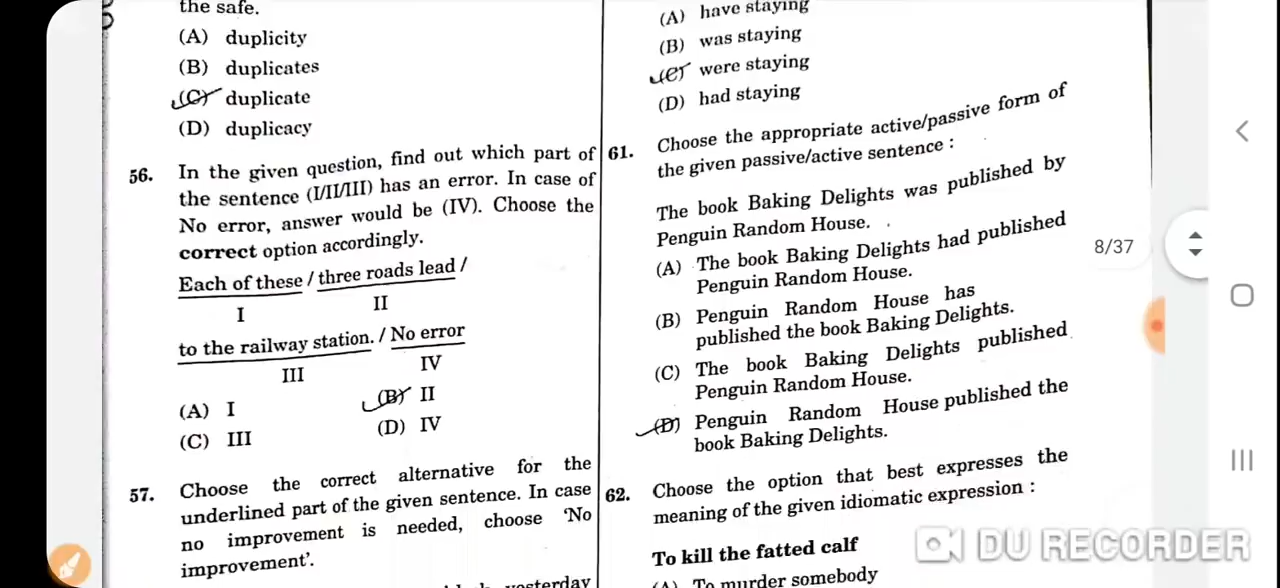 the safe.
(A) duplicity
(B) duplicates
(C) duplicate
(D) duplicacy
56. In the given question, find out which part of
the sentence (I/II/III) has an error. In case of
No error, answer would be (IV). Choose the
correct option accordingly.
Each of these / three roads lead /
I II
to the railway station. / No error
III IV
(A) I (B) II
(C) III (D) IV
57. Choose the correct alternative for the
underlined part of the given sentence. In case
no improvement is needed, choose 'No
improvement'.
yesterday
(A) have staying
(B) was staying
(C) were staying
(D) had staying
61. Choose the appropriate active/passive form of
the given passive/active sentence :
The book Baking Delights was published by
Penguin Random House.
(A) The book Baking Delights had published
Penguin Random House.
(B) Penguin Random House has
published the book Baking Delights.
(C) The book Baking Delights published
Penguin Random House.
(D) Penguin Random House published the
book Baking Delights.
62. Choose the option that best expresses the
meaning of the given idiomatic expression :
To kill the fatted calf
(A) To murder somebody
8/37
DU RECORDER